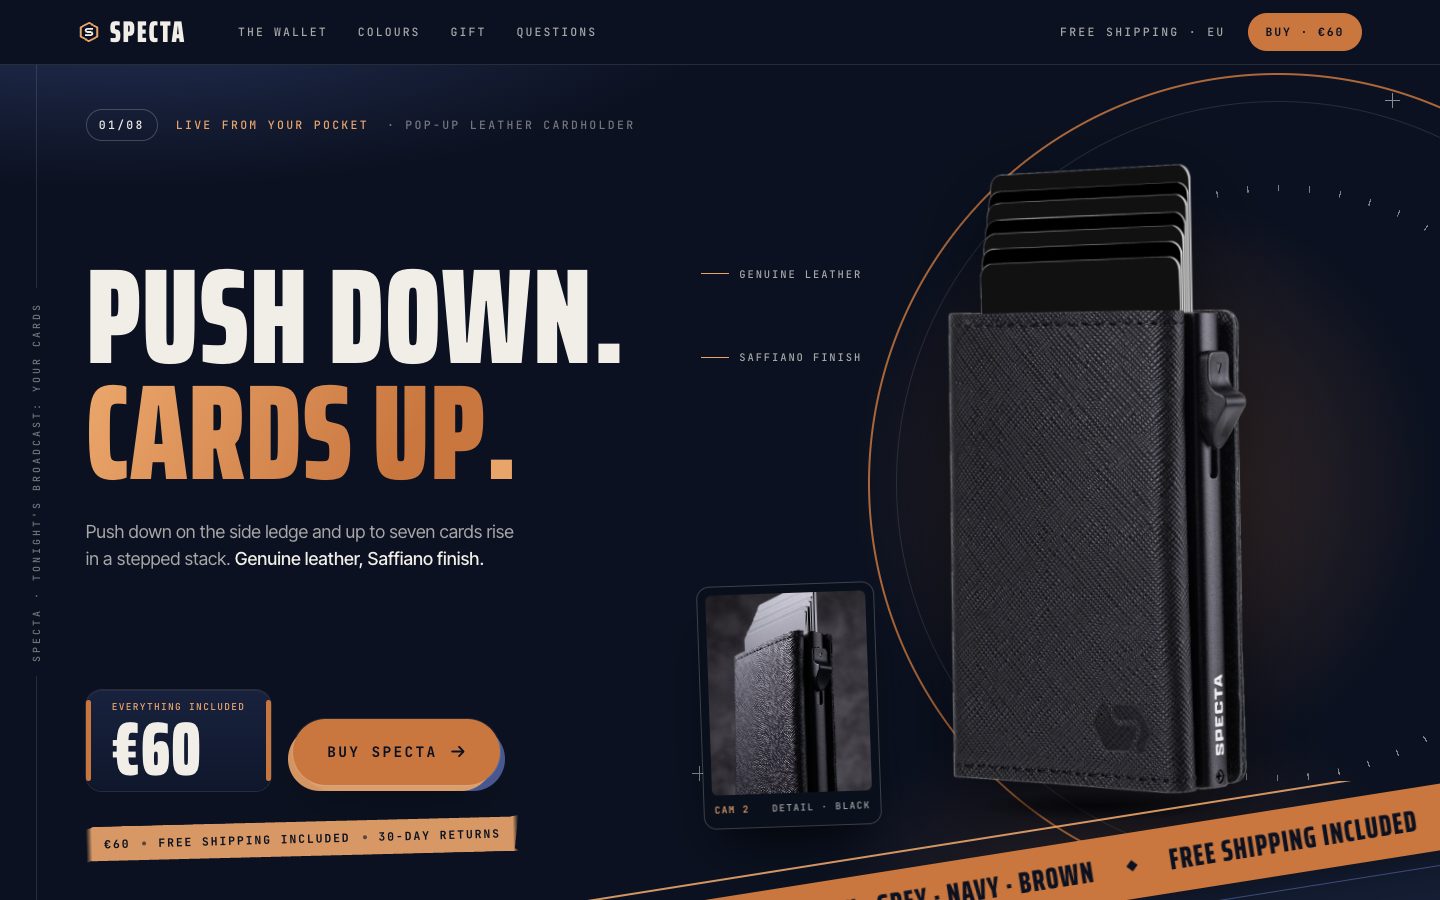 SPECTA
THE WALLET
COLOURS
GIFT
QUESTIONS
FREE SHIPPING · EU
BUY · €60
01/08
LIVE FROM YOUR POCKET · POP-UP LEATHER CARDHOLDER
SPECTA · TONIGHT'S BROADCAST: YOUR CARDS
PUSH DOWN.
CARDS UP.
GENUINE LEATHER
SAFFIANO FINISH
Push down on the side ledge and up to seven cards rise
in a stepped stack. Genuine leather, Saffiano finish.
EVERYTHING INCLUDED
€60
BUY SPECTA →
€60 • FREE SHIPPING INCLUDED • 30-DAY RETURNS
CAM 2 DETAIL · BLACK
SPECTA
GREY · NAVY · BROWN ◆ FREE SHIPPING INCLUDED